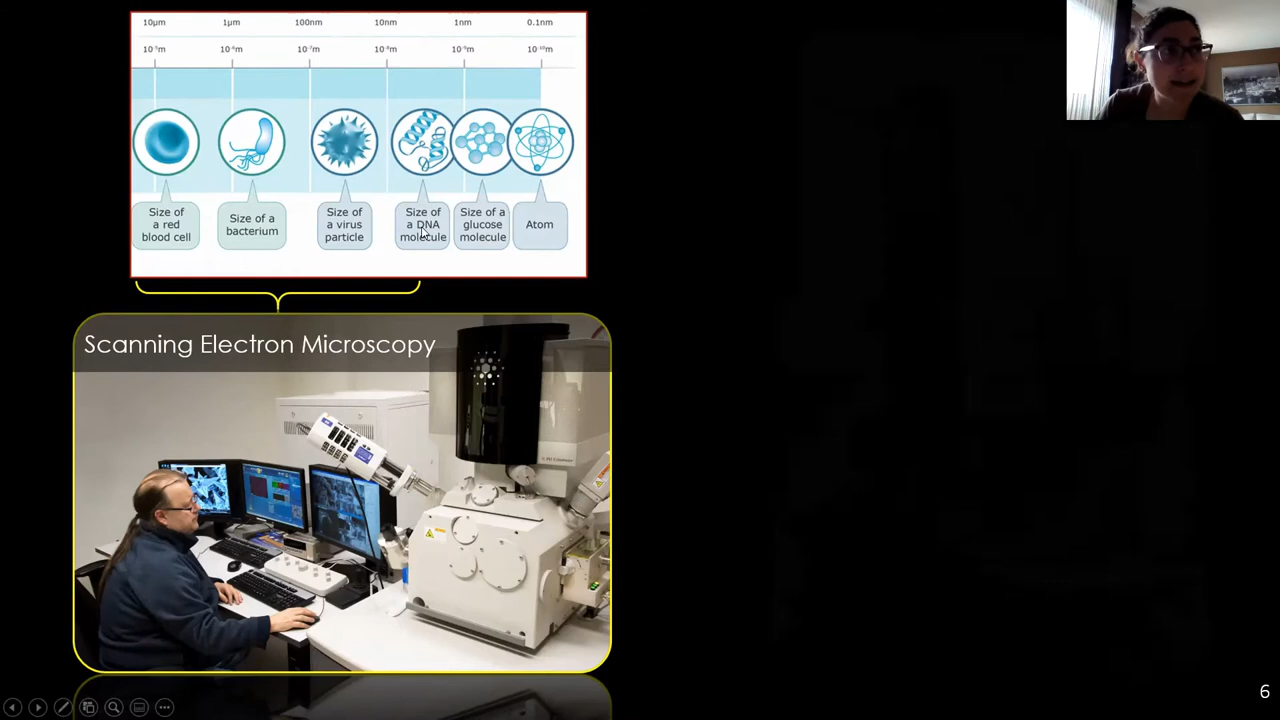 10μm 1μm 100nm 10nm 1nm 0.1nm
10⁻⁵m 10⁻⁶m 10⁻⁷m 10⁻⁸m 10⁻⁹m 10⁻¹⁰m
Size of
a red
blood cell
Size of a
bacterium
Size of
a virus
particle
Size of
a DNA
molecule
Size of a
glucose
molecule
Atom
Scanning Electron Microscopy
6